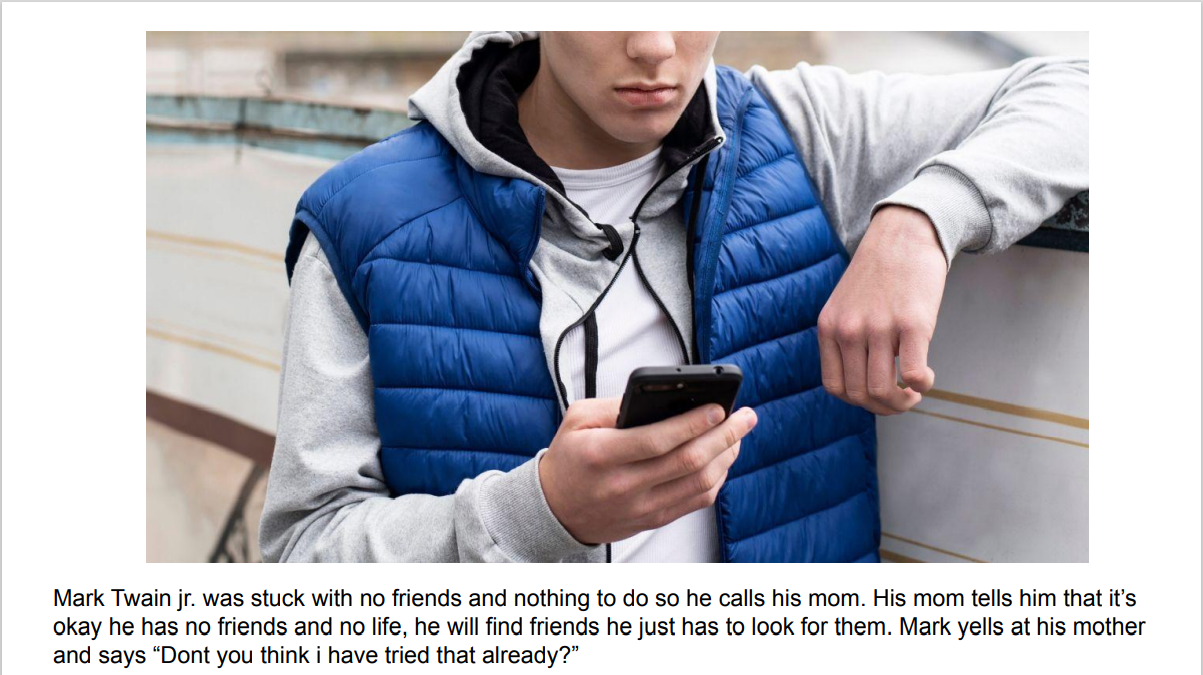 Mark Twain jr. was stuck with no friends and nothing to do so he calls his mom. His mom tells him that it’s
okay he has no friends and no life, he will find friends he just has to look for them. Mark yells at his mother
and says “Dont you think i have tried that already?”